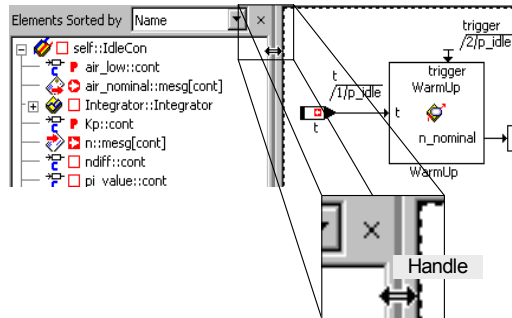 Elements Sorted by Name
self::IdleCon
P air_low::cont
air_nominal::mesg[cont]
Integrator::Integrator
P Kp::cont
n::mesg[cont]
ndiff::cont
pi_value::cont
trigger
/2/p_idle
t
/1/p_idle
t
trigger
WarmUp
t
n_nominal
WarmUp
Handle